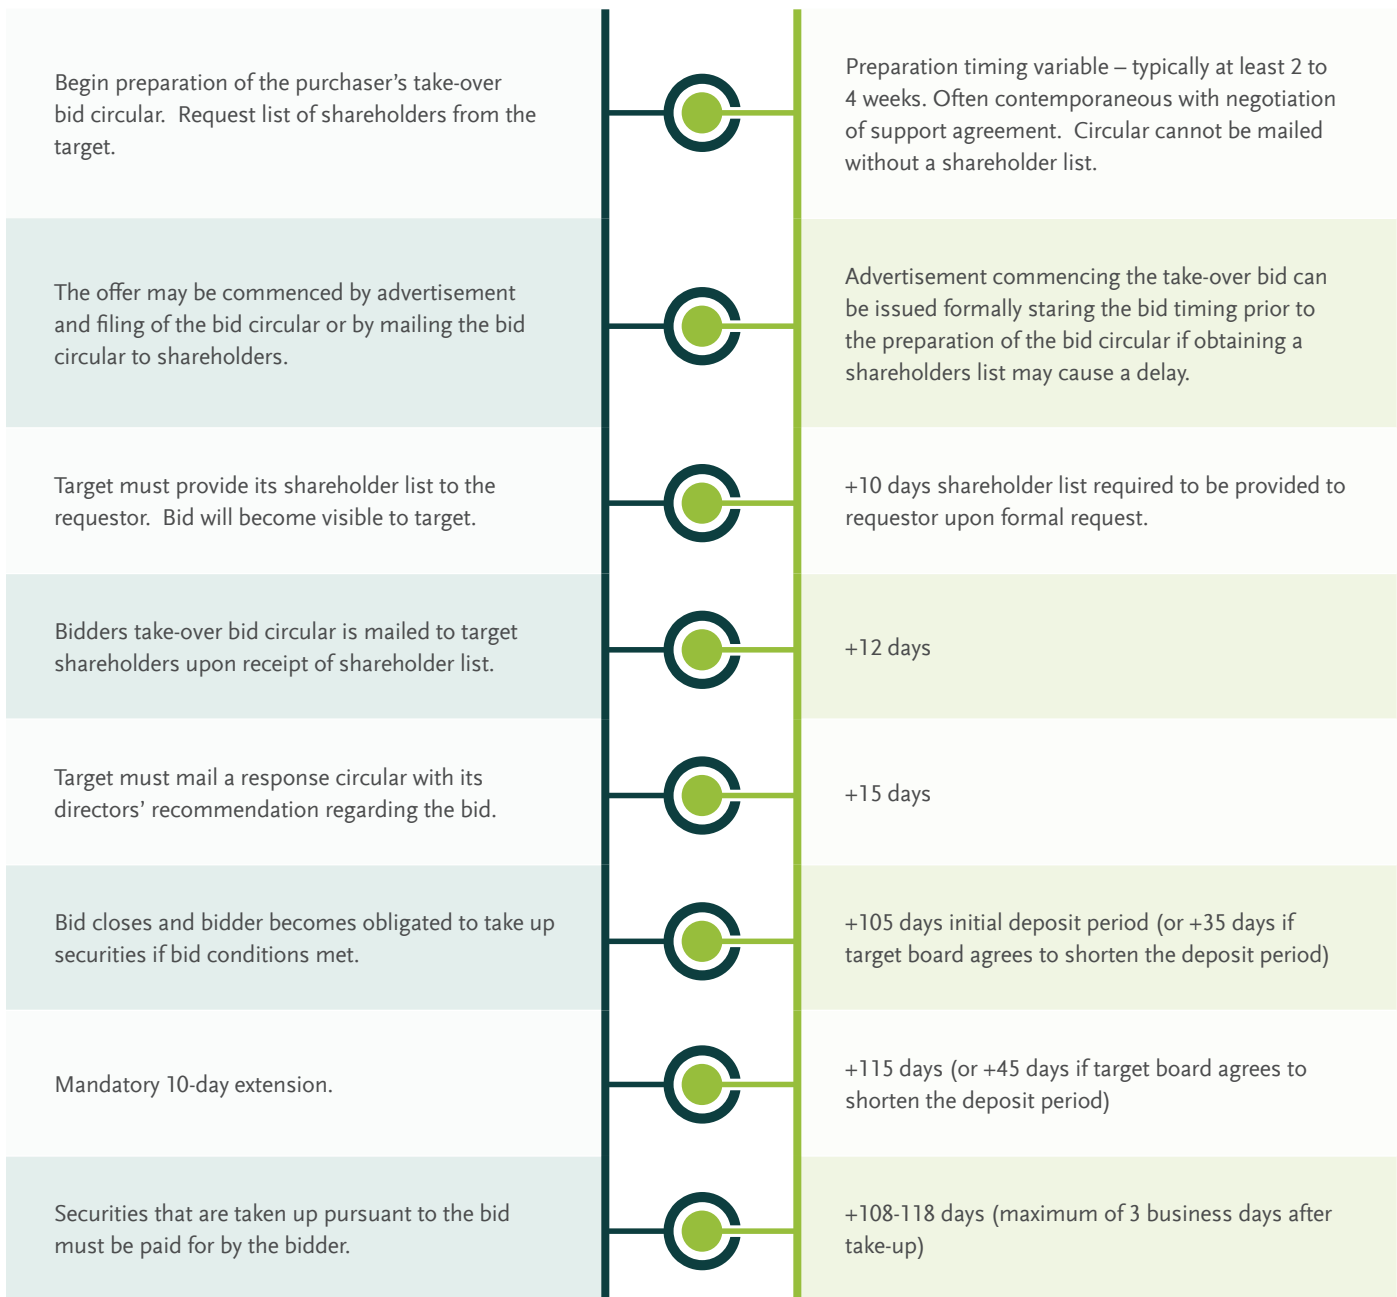 Begin preparation of the purchaser’s take-over
bid circular.  Request list of shareholders from the
target.
Preparation timing variable – typically at least 2 to
4 weeks. Often contemporaneous with negotiation
of support agreement.  Circular cannot be mailed
without a shareholder list.
The offer may be commenced by advertisement
and filing of the bid circular or by mailing the bid
circular to shareholders.
Advertisement commencing the take-over bid can
be issued formally staring the bid timing prior to
the preparation of the bid circular if obtaining a
shareholders list may cause a delay.
Target must provide its shareholder list to the
requestor.  Bid will become visible to target.
+10 days shareholder list required to be provided to
requestor upon formal request.
Bidders take-over bid circular is mailed to target
shareholders upon receipt of shareholder list.
+12 days
Target must mail a response circular with its
directors’ recommendation regarding the bid.
+15 days
Bid closes and bidder becomes obligated to take up
securities if bid conditions met.
+105 days initial deposit period (or +35 days if
target board agrees to shorten the deposit period)
Mandatory 10-day extension.
+115 days (or +45 days if target board agrees to
shorten the deposit period)
Securities that are taken up pursuant to the bid
must be paid for by the bidder.
+108-118 days (maximum of 3 business days after
take-up)